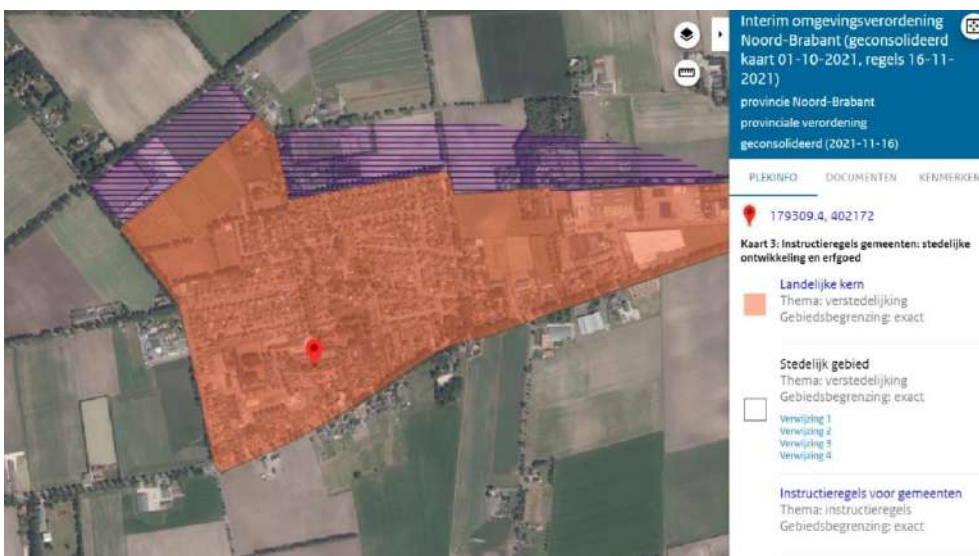 Interim omgevingsverordening
Noord-Brabant (geconsolideerd
kaart 01-10-2021, regels 16-11-
2021)
provincie Noord-Brabant
provinciale verordening
geconsolideerd (2021-11-16)
PLEKINFO DOCUMENTEN KENMERKEN
179309.4, 402172
Kaart 3: Instructieregels gemeenten: stedelijke
ontwikkeling en erfgoed
Landelijke kern
Thema: verstedelijking
Gebiedsbegrenzing: exact
Stedelijk gebied
Thema: verstedelijking
Gebiedsbegrenzing: exact
Verwijzing 1
Verwijzing 2
Verwijzing 3
Verwijzing 4
Instructieregels voor gemeenten
Thema: instructieregels
Gebiedsbegrenzing: exact